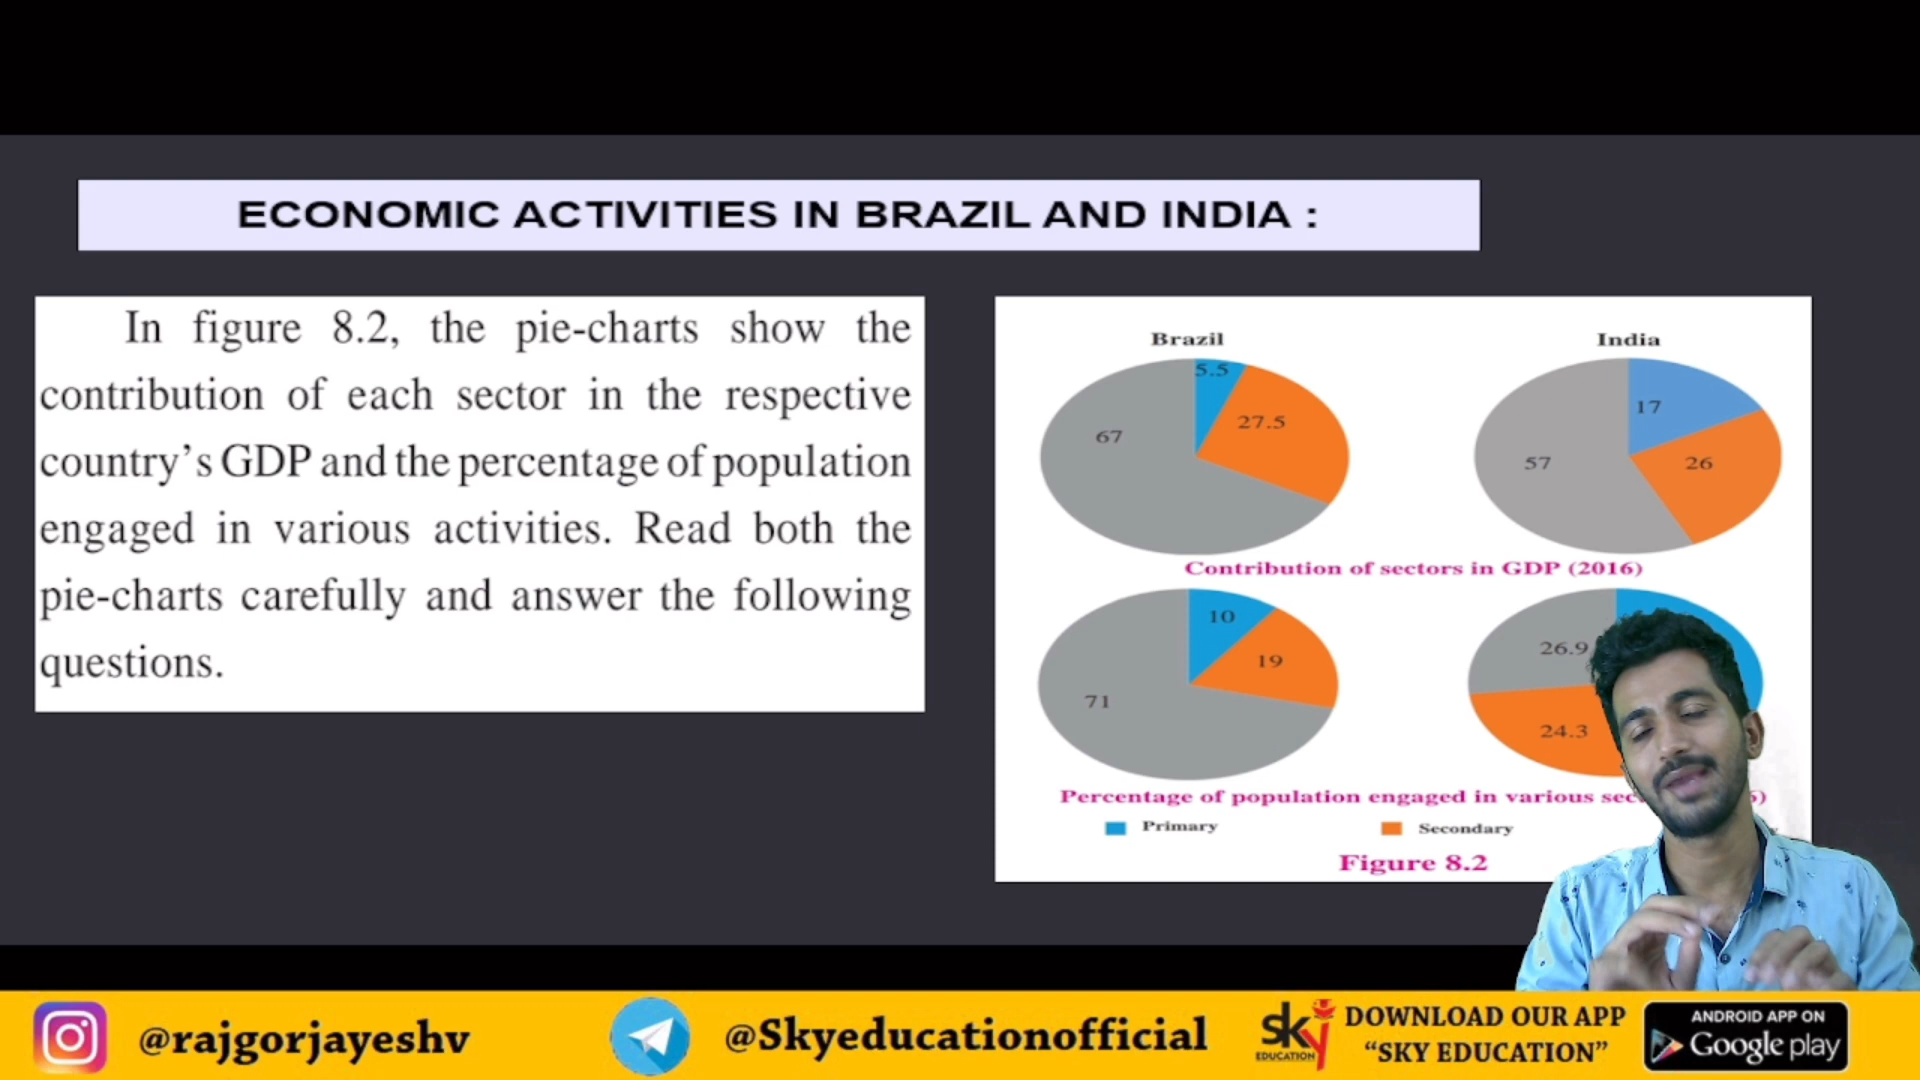 ECONOMIC ACTIVITIES IN BRAZIL AND INDIA :
In figure 8.2, the pie-charts show the
contribution of each sector in the respective
country's GDP and the percentage of population
engaged in various activities. Read both the
pie-charts carefully and answer the following
questions.
Brazil
India
5.5
27.5
67
17
26
57
Contribution of sectors in GDP (2016)
10
19
71
26.9
24.3
Percentage of population engaged in various
Primary
Secondary
Figure 8.2
@rajgorjayeshv
@Skyeducationofficial
sky
EDUCATION
DOWNLOAD OUR APP
“SKY EDUCATION”
ANDROID APP ON
Google play